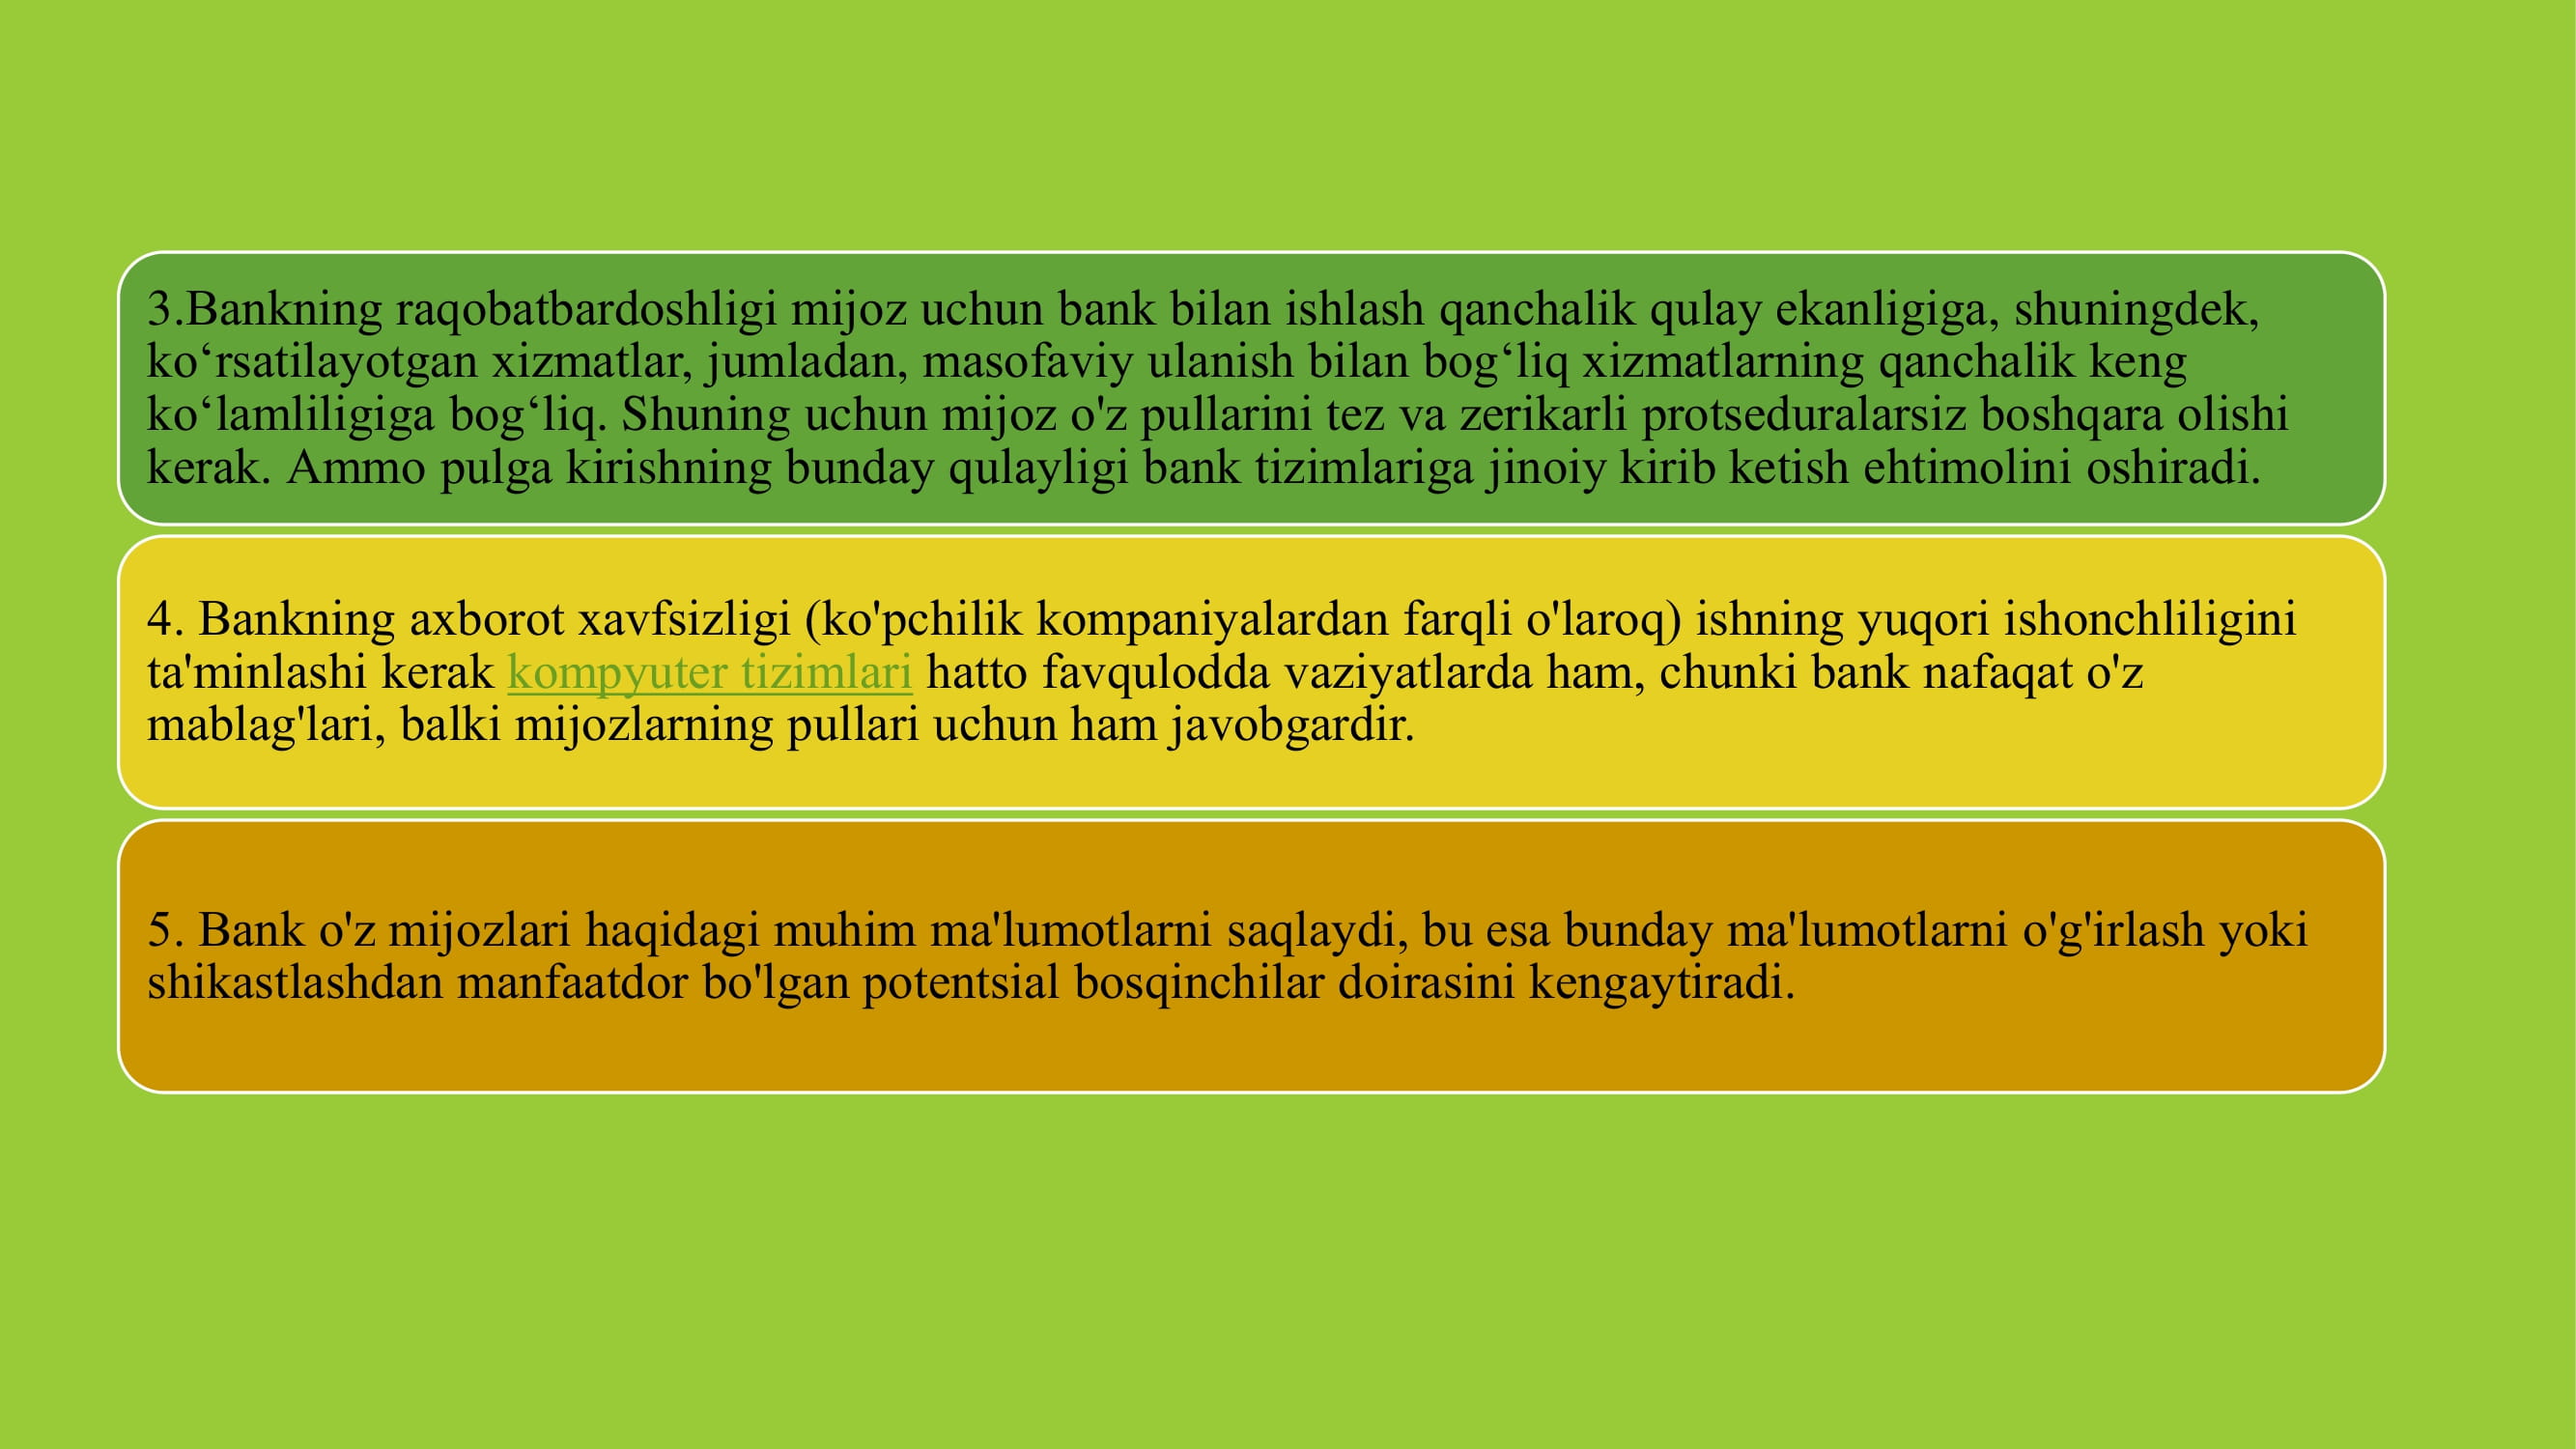 3.Bankning raqobatbardoshligi mijoz uchun bank bilan ishlash qanchalik qulay ekanligiga, shuningdek,
ko‘rsatilayotgan xizmatlar, jumladan, masofaviy ulanish bilan bog‘liq xizmatlarning qanchalik keng
ko‘lamliligiga bog‘liq. Shuning uchun mijoz o'z pullarini tez va zerikarli protseduralarsiz boshqara olishi
kerak. Ammo pulga kirishning bunday qulayligi bank tizimlariga jinoiy kirib ketish ehtimolini oshiradi.
4. Bankning axborot xavfsizligi (ko'pchilik kompaniyalardan farqli o'laroq) ishning yuqori ishonchliligini
ta'minlashi kerak kompyuter tizimlari hatto favqulodda vaziyatlarda ham, chunki bank nafaqat o'z
mablag'lari, balki mijozlarning pullari uchun ham javobgardir.
5. Bank o'z mijozlari haqidagi muhim ma'lumotlarni saqlaydi, bu esa bunday ma'lumotlarni o'g'irlash yoki
shikastlashdan manfaatdor bo'lgan potentsial bosqinchilar doirasini kengaytiradi.